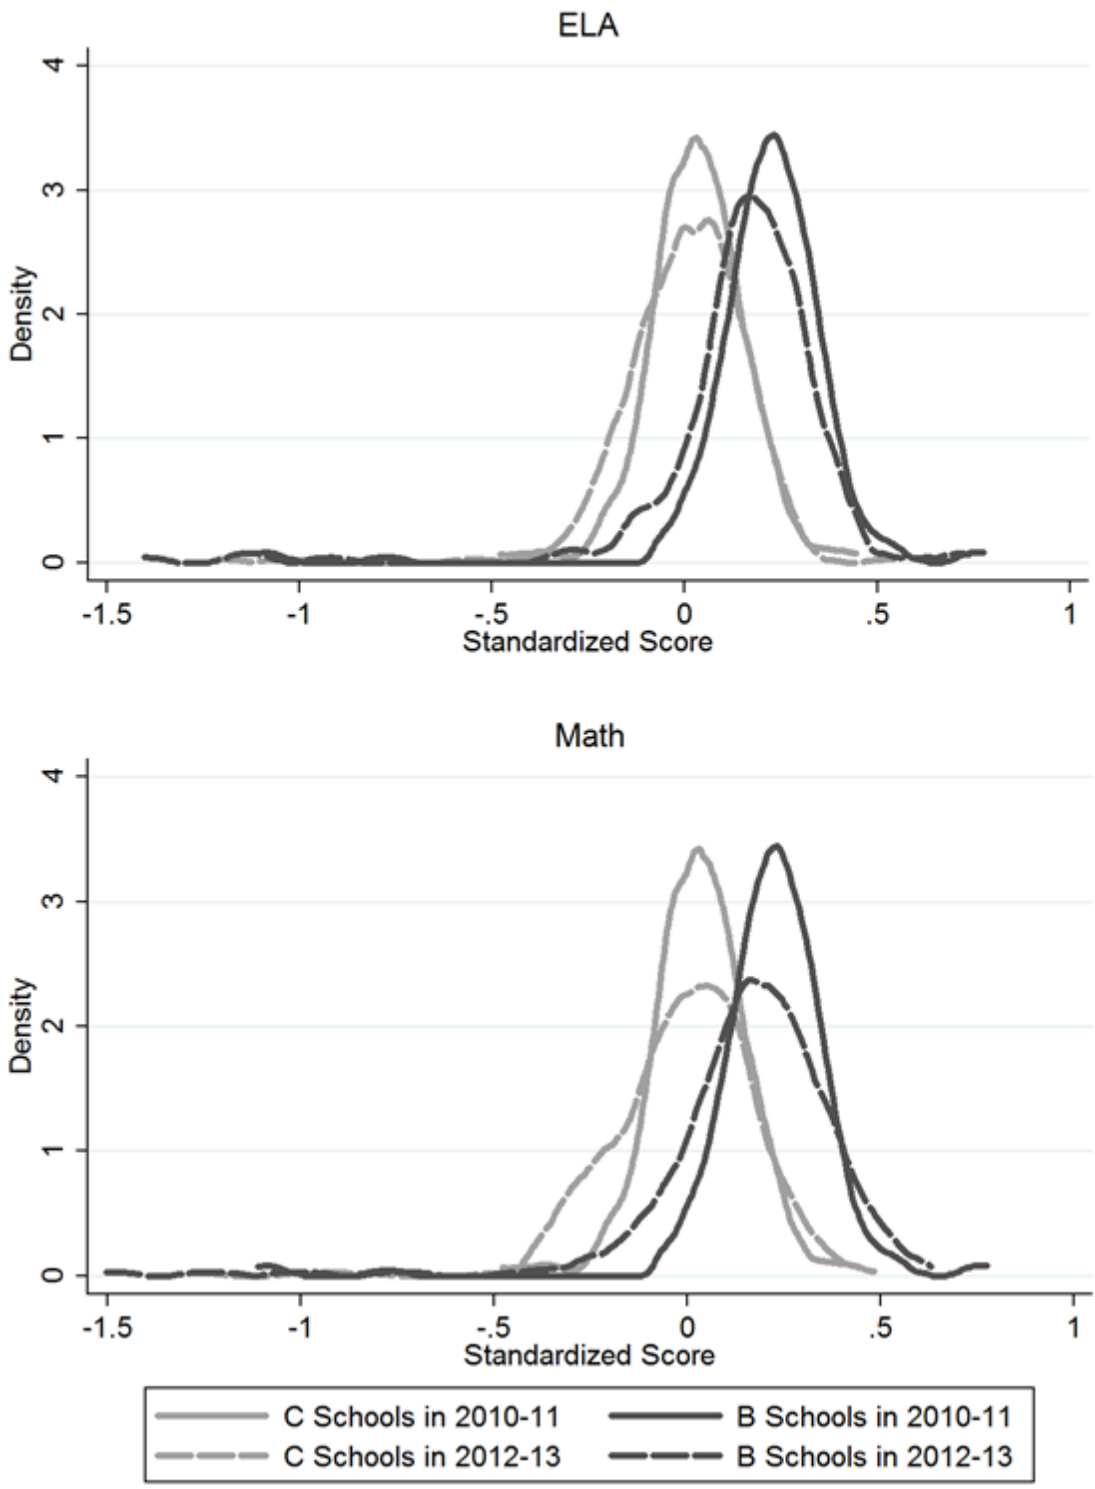 ELA
4
3
2
1
0
Density
-1.5 -1 -.5 0 .5 1
Standardized Score
Math
4
3
2
1
0
Density
-1.5 -1 -.5 0 .5 1
Standardized Score
C Schools in 2010-11 B Schools in 2010-11
C Schools in 2012-13 B Schools in 2012-13